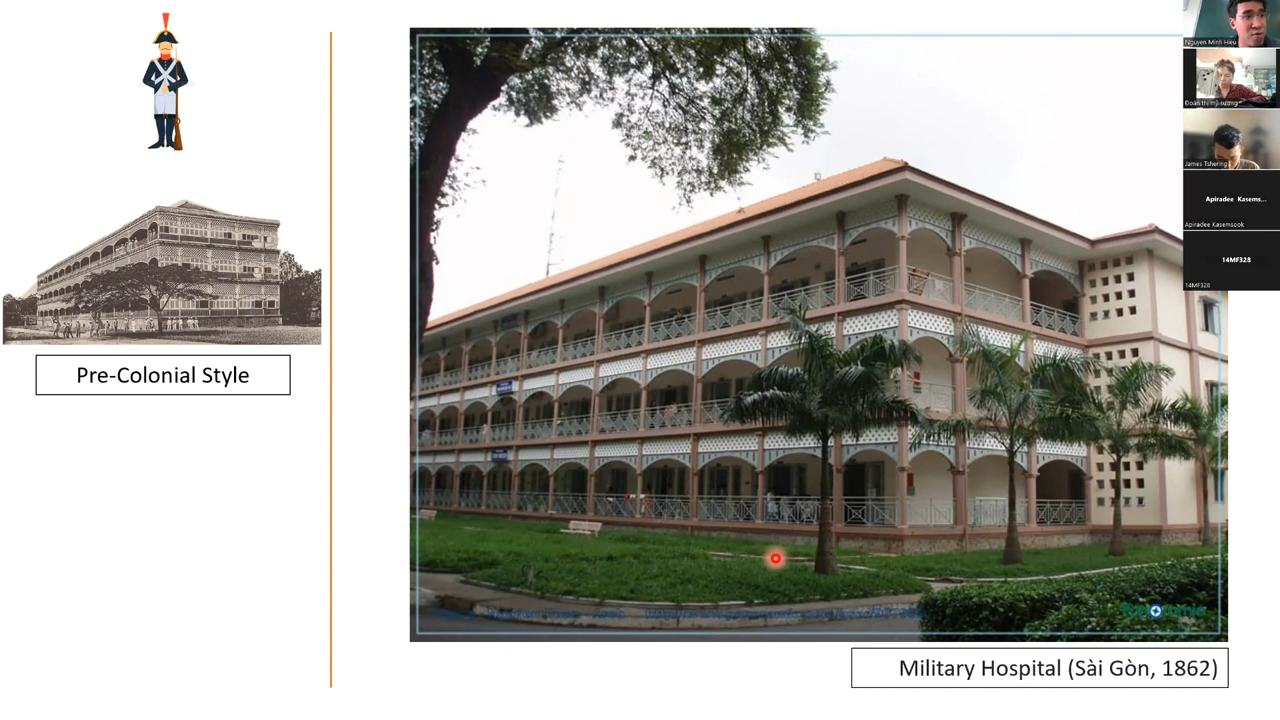 Pre-Colonial Style
Military Hospital (Sài Gòn, 1862)
Nguyen Minh Hieu
James Tshering
Apiradee Kasems...
Apiradee Kasemsook
14MF328
14MF328